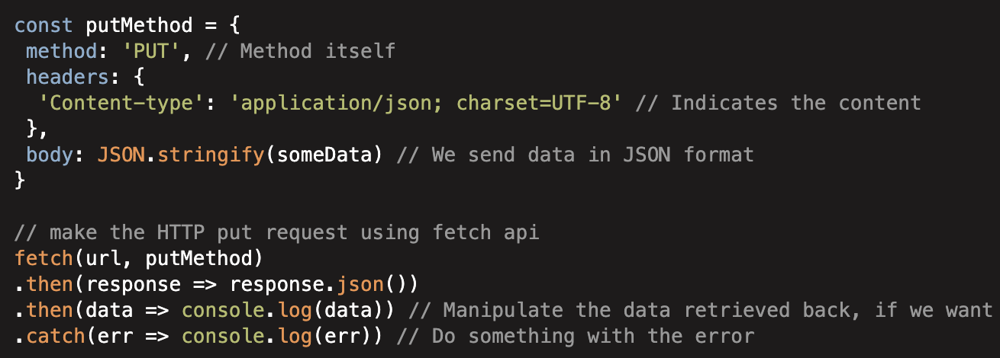 const putMethod = {
 method: 'PUT', // Method itself
 headers: {
  'Content-type': 'application/json; charset=UTF-8' // Indicates the content
 },
 body: JSON.stringify(someData) // We send data in JSON format
}

// make the HTTP put request using fetch api
fetch(url, putMethod)
.then(response => response.json())
.then(data => console.log(data)) // Manipulate the data retrieved back, if we want
.catch(err => console.log(err)) // Do something with the error